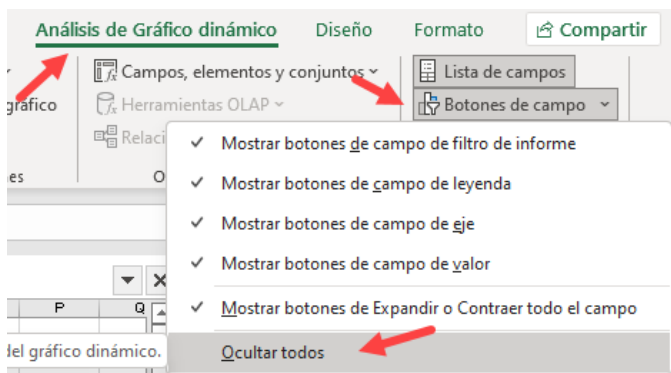 Análisis de Gráfico dinámico Diseño Formato Compartir
Campos, elementos y conjuntos Lista de campos
gráfico Herramientas OLAP Botones de campo
Relaci Mostrar botones de campo de filtro de informe
es O Mostrar botones de campo de leyenda
Mostrar botones de campo de eje
Mostrar botones de campo de valor
P Q Mostrar botones de Expandir o Contraer todo el campo
del gráfico dinámico. Ocultar todos